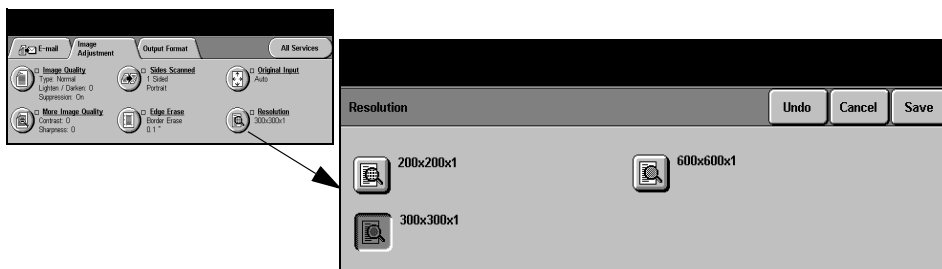 E-mail
Image Adjustment
Output Format
All Services
Image Quality
Type: Normal
Lighten / Darken: 0
Suppression: On
Sides Scanned
1 Sided
Portrait
Original Input
Auto
More Image Quality
Contrast: 0
Sharpness: 0
Edge Erase
Border Erase
0.1 "
Resolution
300x300x1
Resolution
Undo
Cancel
Save
200x200x1
600x600x1
300x300x1